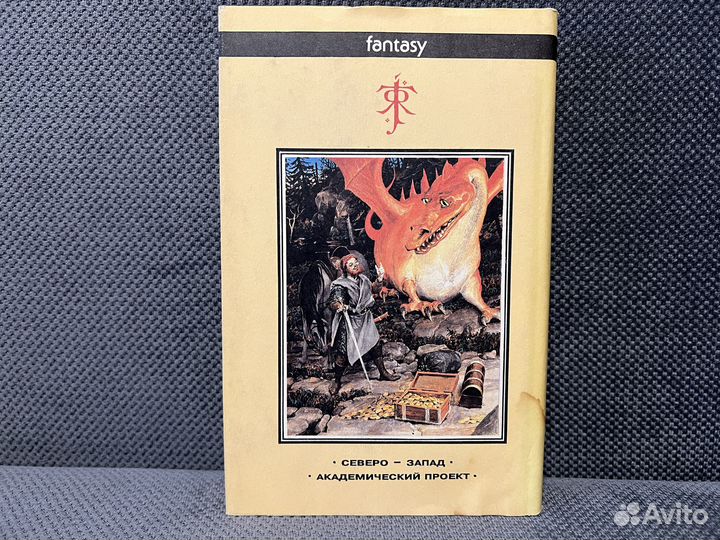 fantasy
• СЕВЕРО – ЗАПАД •
• АКАДЕМИЧЕСКИЙ ПРОЕКТ •
Avito